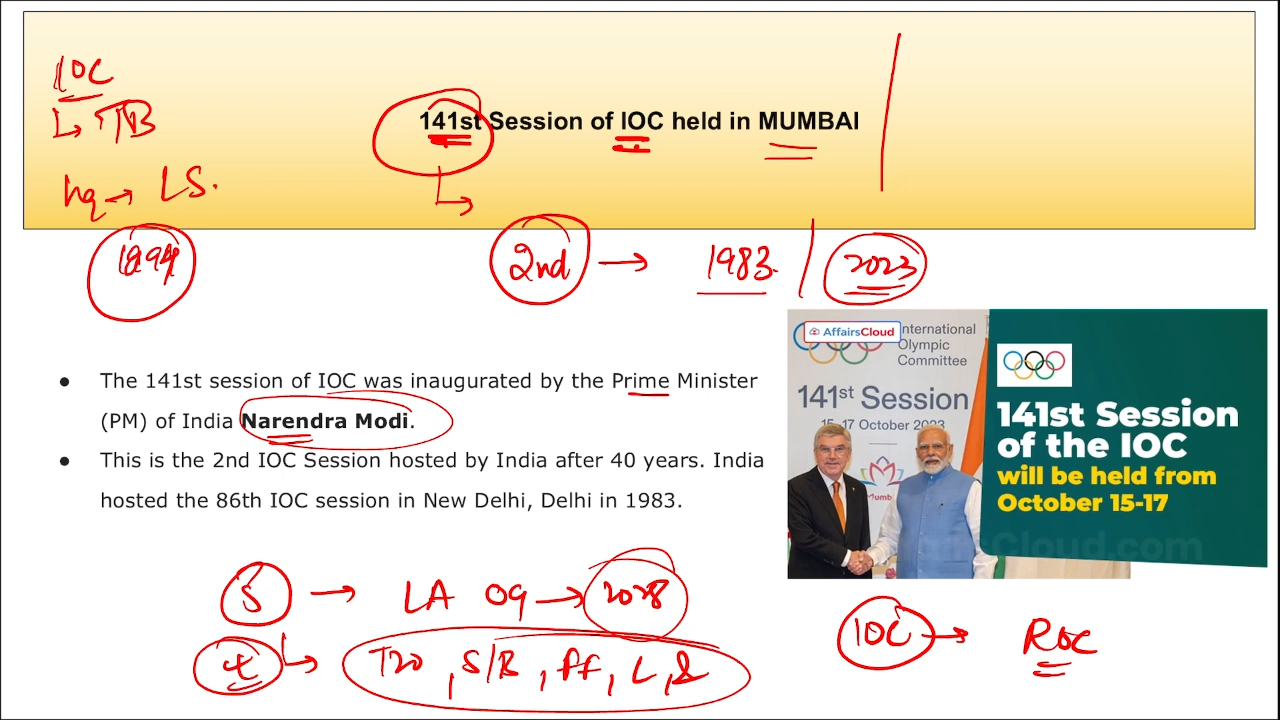 IOC
↳ TB
hq → LS.
1894
141st Session of IOC held in MUMBAI
2nd → 1983. | 2023
● The 141st session of IOC was inaugurated by the Prime Minister
(PM) of India Narendra Modi.
● This is the 2nd IOC Session hosted by India after 40 years. India
hosted the 86th IOC session in New Delhi, Delhi in 1983.
AffairsCloud
International
Olympic
Committee
141st Session
15-17 October 2023
Mumb
141st Session
of the IOC
will be held from
October 15-17
5 → LA OG → 2028
T20, S/B, ff, L, &
IOC → ROC